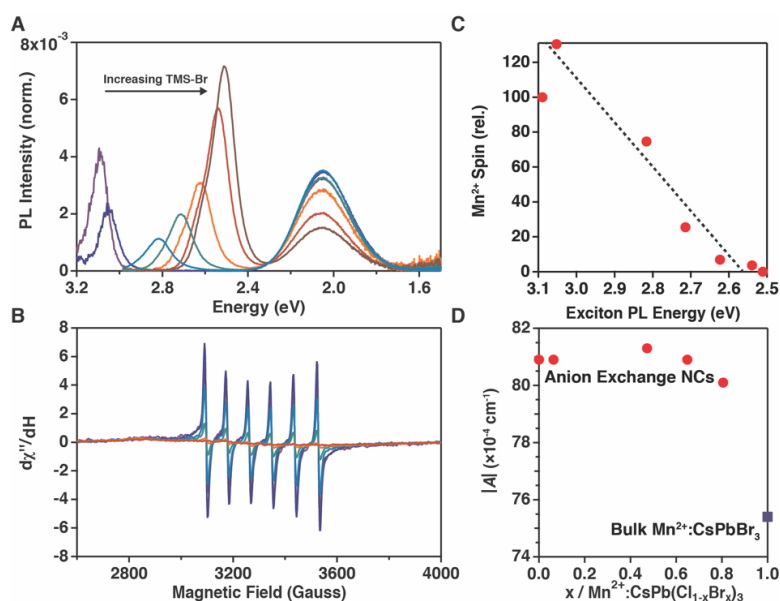 A
8x10⁻³
Increasing TMS-Br
6
4
2
0
PL Intensity (norm.)
3.2 2.8 2.4 2.0 1.6
Energy (eV)
B
8
6
4
2
0
-2
-4
-6
-8
dχ"/dH
2800 3200 3600 4000
Magnetic Field (Gauss)
C
120
100
80
60
40
20
0
Mn²⁺ Spin (rel.)
3.1 3.0 2.9 2.8 2.7 2.6 2.5
Exciton PL Energy (eV)
D
82
80
78
76
74
|A| (×10⁻⁴ cm⁻¹)
Anion Exchange NCs
Bulk Mn²⁺:CsPbBr₃
0.0 0.2 0.4 0.6 0.8 1.0
x / Mn²⁺:CsPb(Cl₁₋ₓBrₓ)₃